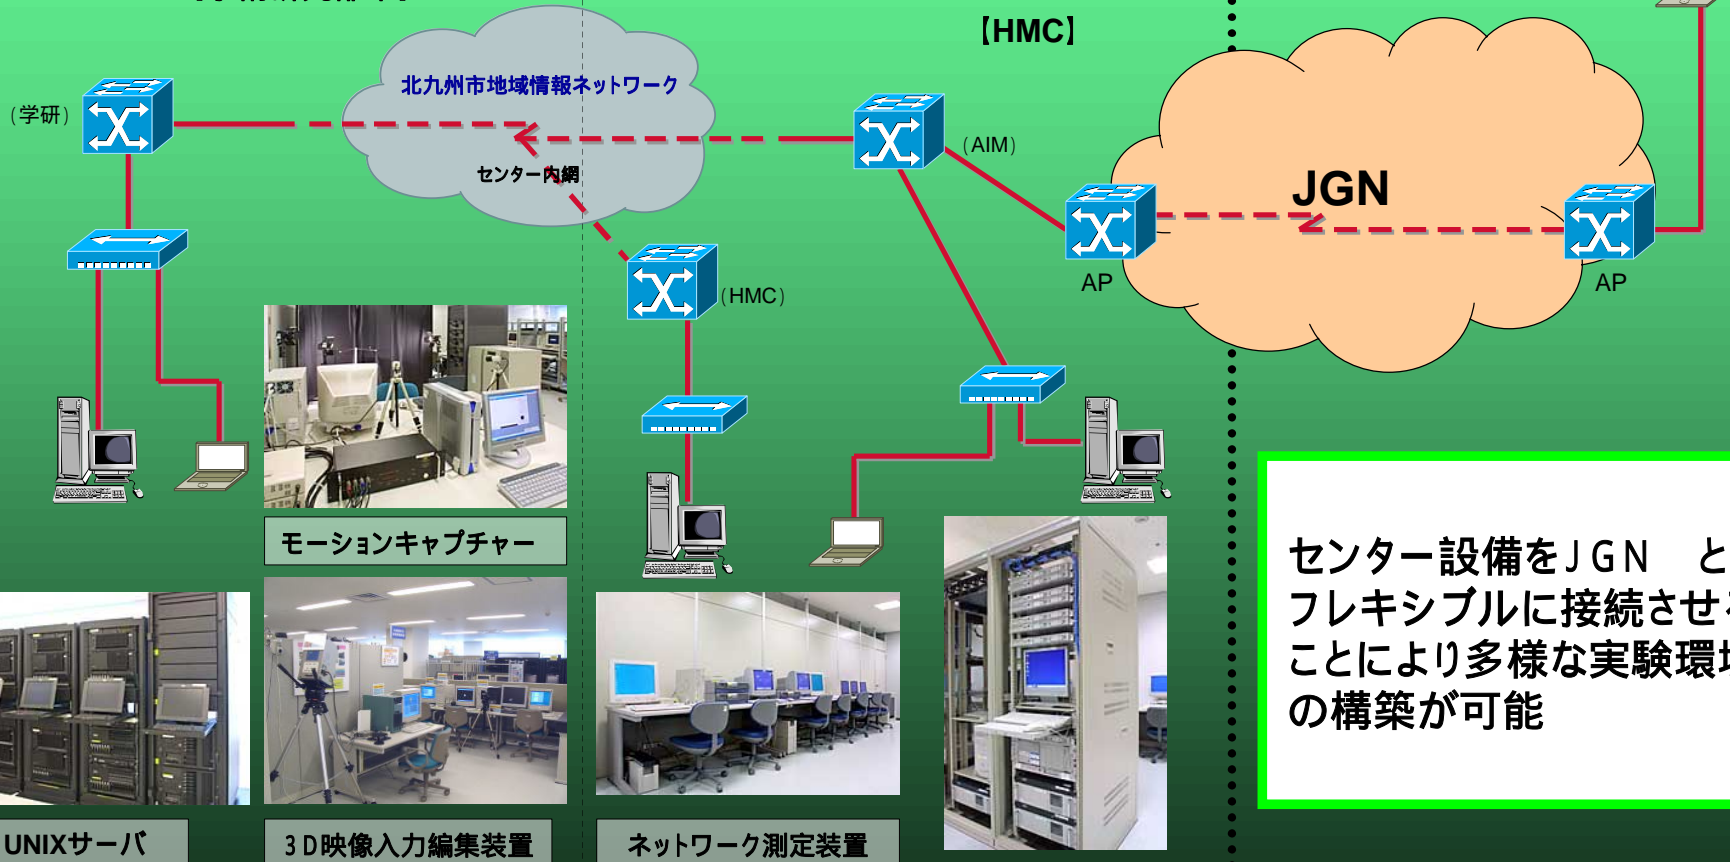 【HMC】
北九州市地域情報ネットワーク
(学研)
(AIM)
センター内網
JGN
AP
AP
(HMC)
モーションキャプチャー
センター設備をJGN と
フレキシブルに接続させ
ことにより多様な実験環
の構築が可能
UNIXサーバ
3D映像入力編集装置
ネットワーク測定装置